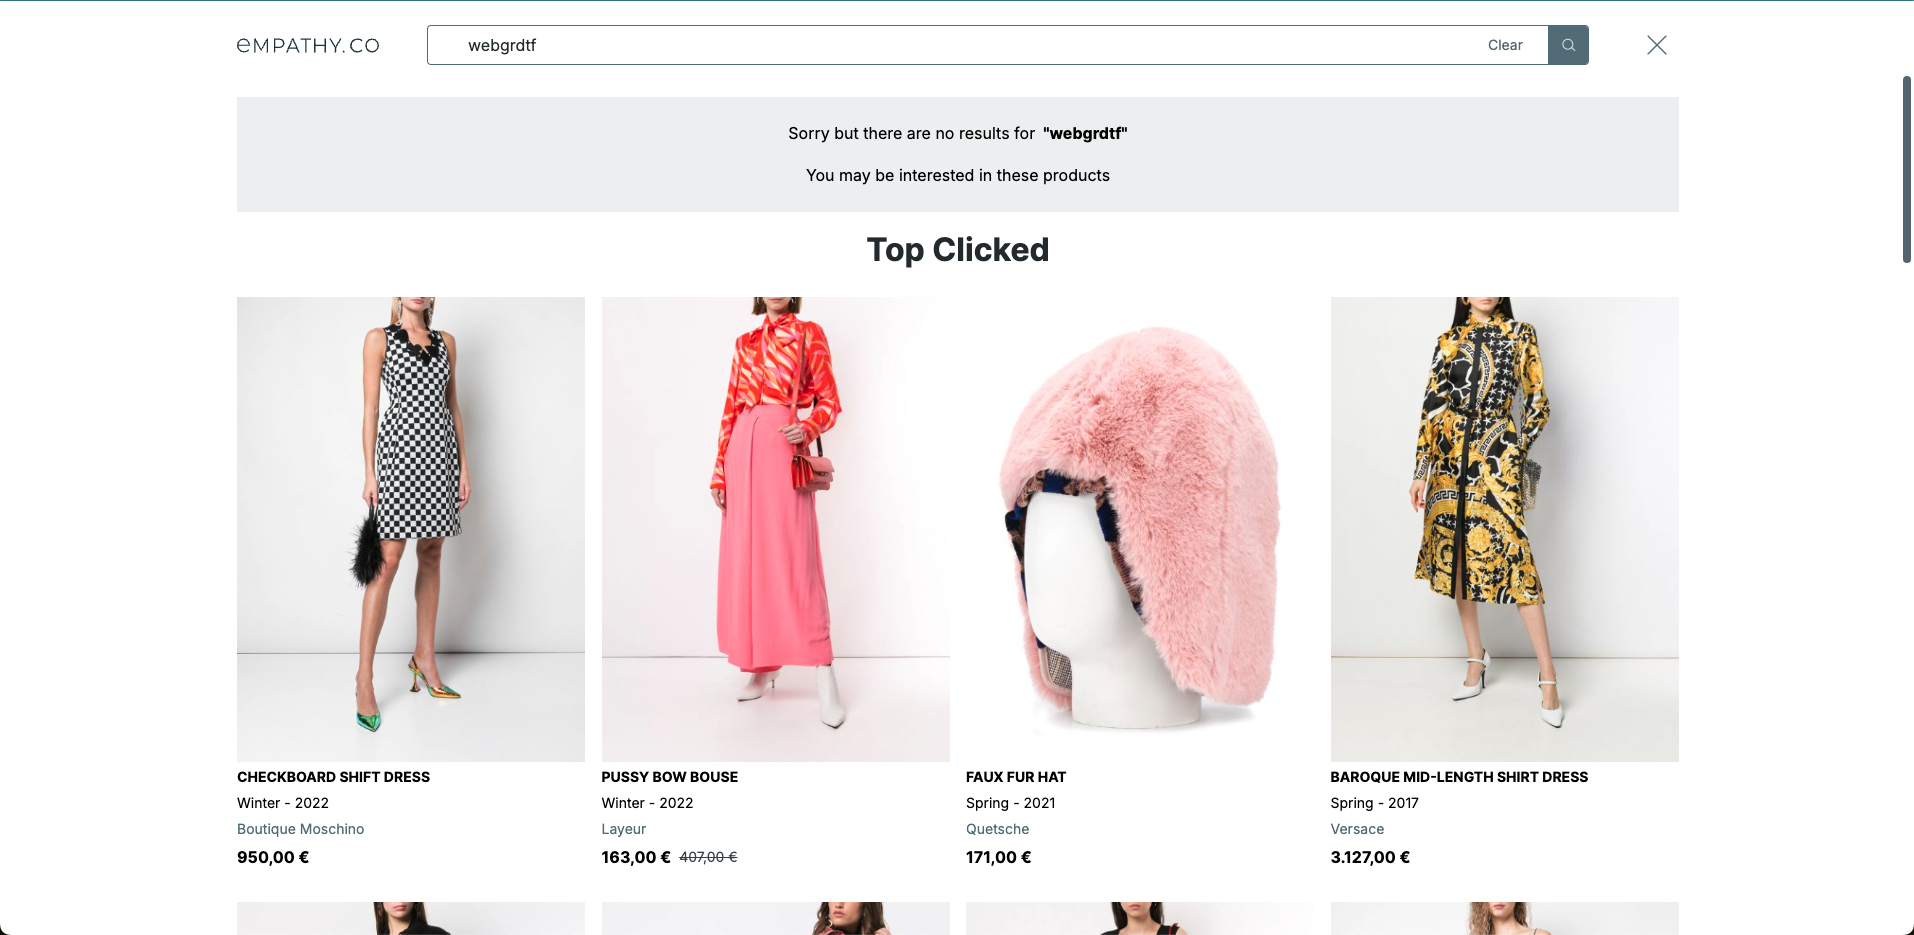 eMPATHY.CO
webgrdtf
Clear
Sorry but there are no results for "webgrdtf"
You may be interested in these products
Top Clicked
CHECKBOARD SHIFT DRESS
Winter - 2022
Boutique Moschino
950,00 €
PUSSY BOW BOUSE
Winter - 2022
Layeur
163,00 € 407,00 €
FAUX FUR HAT
Spring - 2021
Quetsche
171,00 €
BAROQUE MID-LENGTH SHIRT DRESS
Spring - 2017
Versace
3.127,00 €